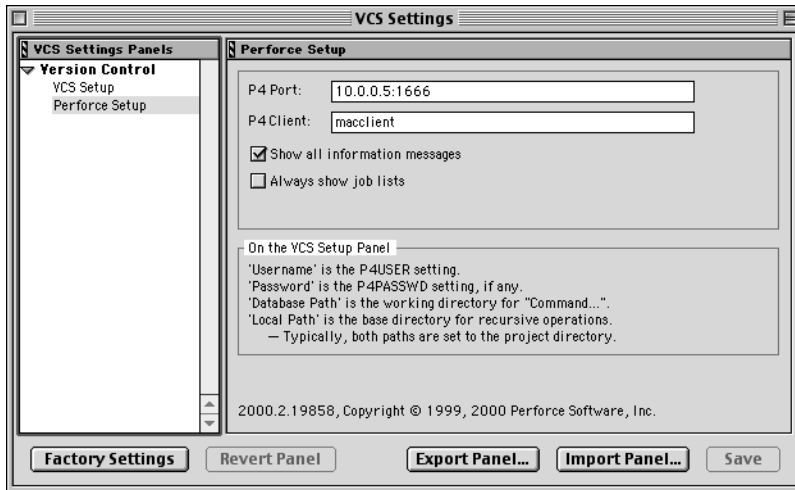 VCS Settings
VCS Settings Panels
Version Control
VCS Setup
Perforce Setup
Perforce Setup
P4 Port: 10.0.0.5:1666
P4 Client: macclient
Show all information messages
Always show job lists
On the VCS Setup Panel
'Username' is the P4USER setting.
'Password' is the P4PASSWD setting, if any.
'Database Path' is the working directory for "Command...".
'Local Path' is the base directory for recursive operations.
— Typically, both paths are set to the project directory.
2000.2.19858, Copyright © 1999, 2000 Perforce Software, Inc.
Factory Settings Revert Panel Export Panel... Import Panel... Save